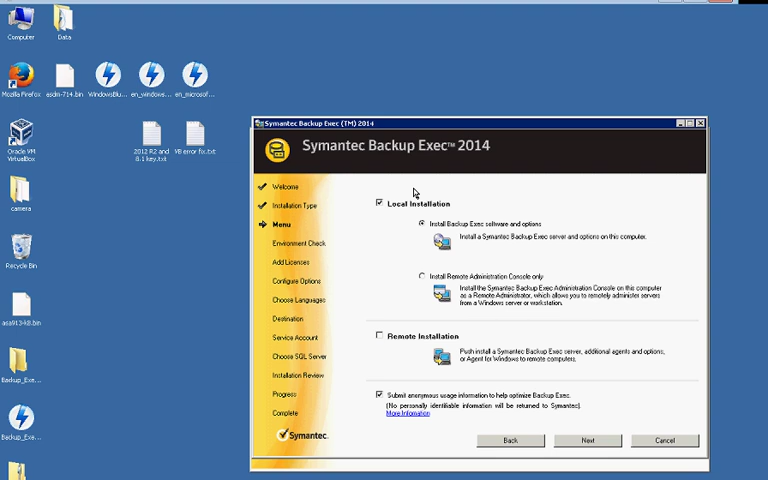 Computer
Data
Mozilla Firefox
asdm-714.bin
WindowsBlu...
en_windows...
en_microsof...
Oracle VM
VirtualBox
2012 R2 and
8.1 key.txt
VB error fix.txt
camera
Recycle Bin
asa913-k8.bin
Backup_Exe...
Backup_Exe...
Symantec Backup Exec (TM) 2014
Symantec Backup Exec™ 2014
Welcome
Installation Type
Menu
Environment Check
Add Licenses
Configure Options
Choose Languages
Destination
Service Account
Choose SQL Server
Installation Review
Progress
Complete
Symantec.
Local Installation
Install Backup Exec software and options
Install a Symantec Backup Exec server and options on this computer.
Install Remote Administration Console only
Install the Symantec Backup Exec Administration Console on this computer
as a Remote Administrator, which allows you to remotely administer servers
from a Windows server or workstation.
Remote Installation
Push install a Symantec Backup Exec server, additional agents and options,
or Agent for Windows to remote computers.
Submit anonymous usage information to help optimize Backup Exec.
(No personally identifiable information will be returned to Symantec).
More Information
Back
Next
Cancel